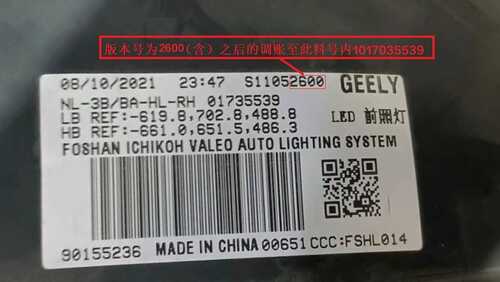 版本号为2600(含)之后的调账至此料号内1017035539
08/10/2021 23:47 S11052600 GEELY
NL-3B/BA-HL-RH 01735539
LB REF:-619.8,702.8,488.8
HB REF:-661.0,651.5,486.3
LED 前照灯
FOSHAN ICHIKOH VALEO AUTO LIGHTING SYSTEM
90155236 MADE IN CHINA 00651 CCC:FSHL014